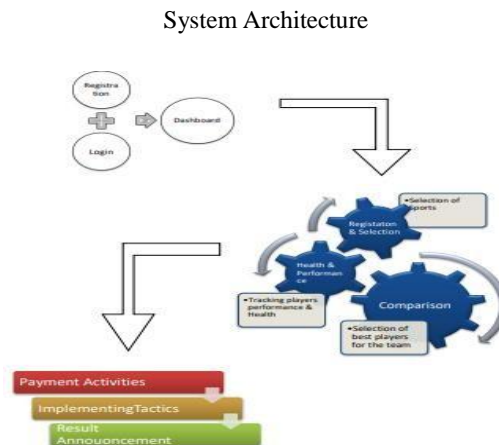 System Architecture
Registra
tion
Dashboard
Login
•Selection of
Sports
Registaton
& Selection
Health &
Performan
ce
•Tracking players
performance &
Health
Comparison
•Selection of
best players
for the team
Payment Activities
ImplementingTactics
Result
Annouoncement